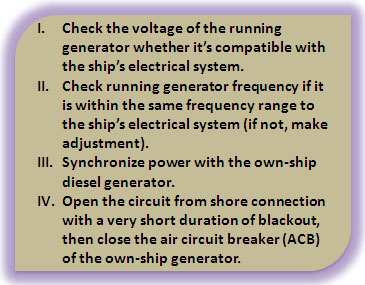 I. Check the voltage of the running
generator whether it's compatible with
the ship's electrical system.
II. Check running generator frequency if it
is within the same frequency range to
the ship's electrical system (if not, make
adjustment).
III. Synchronize power with the own-ship
diesel generator.
IV. Open the circuit from shore connection
with a very short duration of blackout,
then close the air circuit breaker (ACB)
of the own-ship generator.